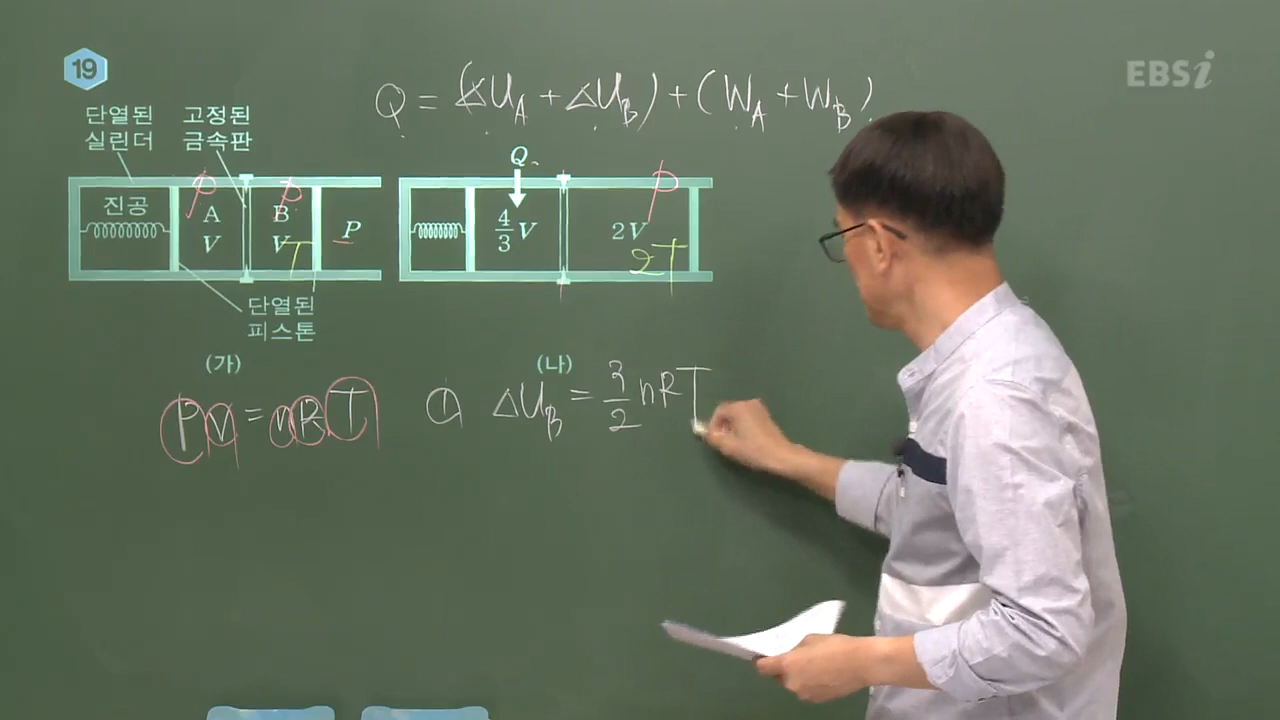 19
EBSi
Q = (ΔU_A + ΔU_B) + (W_A + W_B)
단열된
실린더
고정된
금속판
진공
P
A
V
P
B
V
T
P
단열된
피스톤
(가)
Q
4/3 V
P
2V
2T
(나)
PV = nRT
① ΔU_B = 3/2 nRT